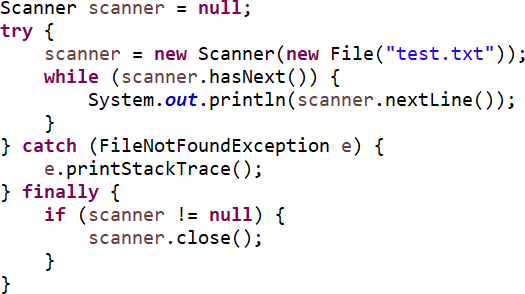 Scanner scanner = null;
try {
    scanner = new Scanner(new File("test.txt"));
    while (scanner.hasNext()) {
        System.out.println(scanner.nextLine());
    }
} catch (FileNotFoundException e) {
    e.printStackTrace();
} finally {
    if (scanner != null) {
        scanner.close();
    }
}